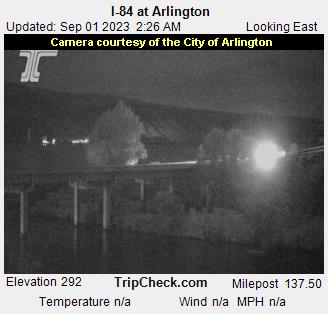 I-84 at Arlington
Updated: Sep 01 2023 2:26 AM Looking East
Camera courtesy of the City of Arlington
Elevation 292 TripCheck.com Milepost 137.50
Temperature n/a Wind n/a MPH n/a